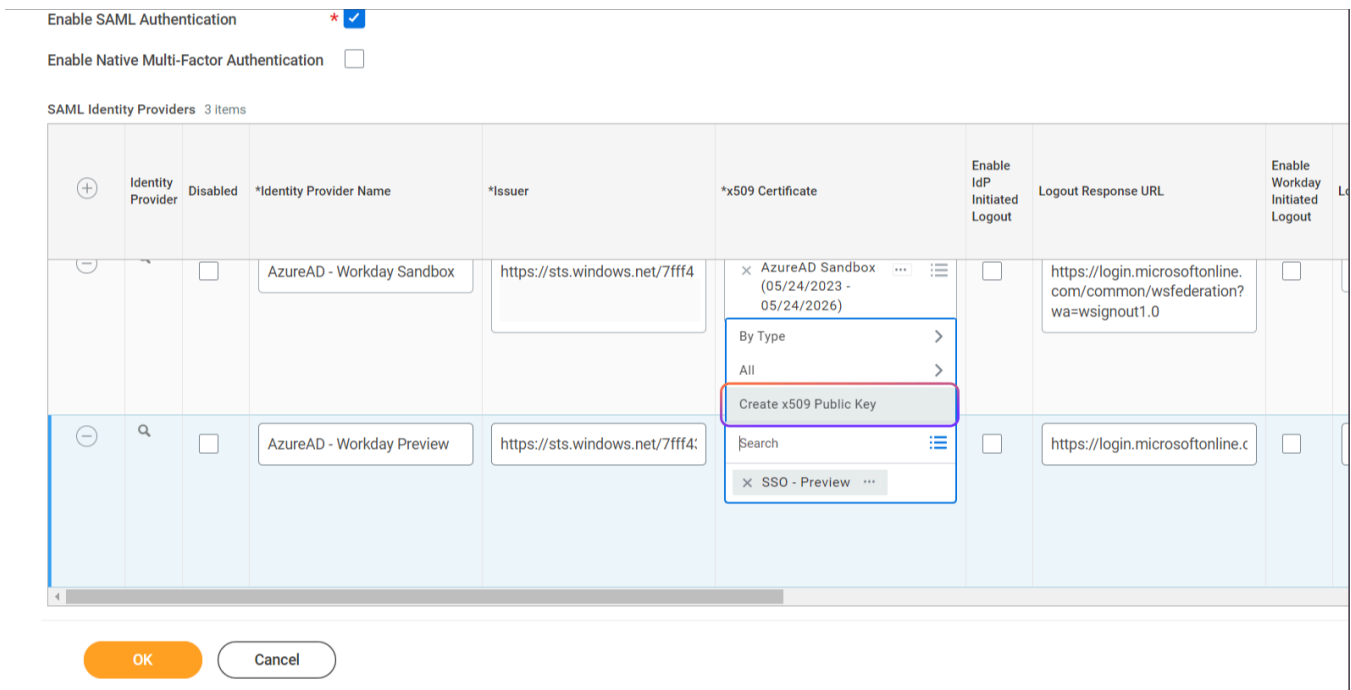 Enable SAML Authentication *
Enable Native Multi-Factor Authentication
SAML Identity Providers 3 items
Identity Provider
Disabled
*Identity Provider Name
*Issuer
*x509 Certificate
Enable IdP Initiated Logout
Logout Response URL
Enable Workday Initiated Logout
AzureAD - Workday Sandbox
https://sts.windows.net/7fff4
AzureAD Sandbox
(05/24/2023 -
05/24/2026)
https://login.microsoftonline.
com/common/wsfederation?
wa=wsignout1.0
By Type
All
Create x509 Public Key
AzureAD - Workday Preview
https://sts.windows.net/7fff4
Search
https://login.microsoftonline.c
SSO - Preview
OK
Cancel